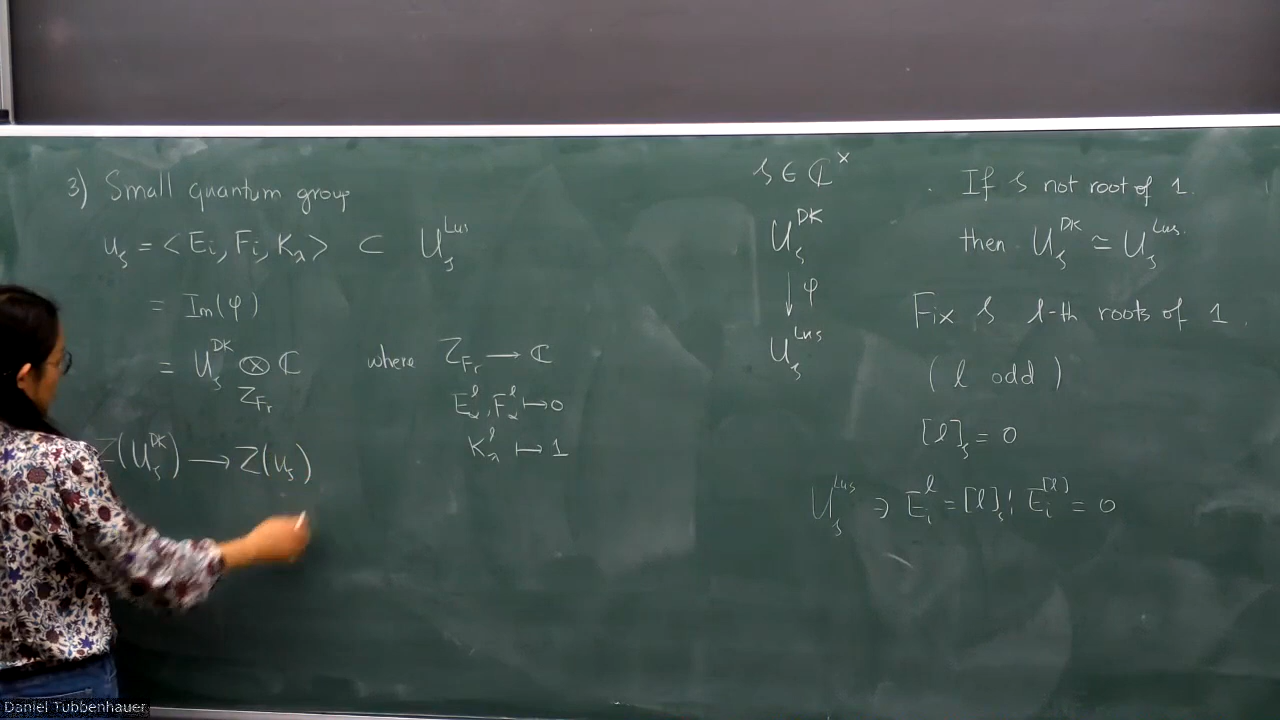 3) Small quantum group
u_ζ = <E_i, F_i, K_λ> ⊂ U_ζ^Lus
= Im(φ)
= U_ζ^DK ⊗_{Z_Fr} ℂ where Z_Fr → ℂ
E_α^ℓ, F_α^ℓ ↦ 0
K_λ^ℓ ↦ 1
Z(U_ζ^DK) → Z(u_ζ)
ζ ∈ ℂ^×
U_ζ^DK
↓ φ
U_ζ^Lus
If ζ not root of 1.
then U_ζ^DK ≃ U_ζ^Lus.
Fix ζ ℓ-th roots of 1.
(ℓ odd)
[ℓ]_ζ = 0
U_ζ^Lus ∋ E_i^ℓ = [ℓ]_ζ! E_i^[ℓ] = 0
Daniel Tubbenhauer